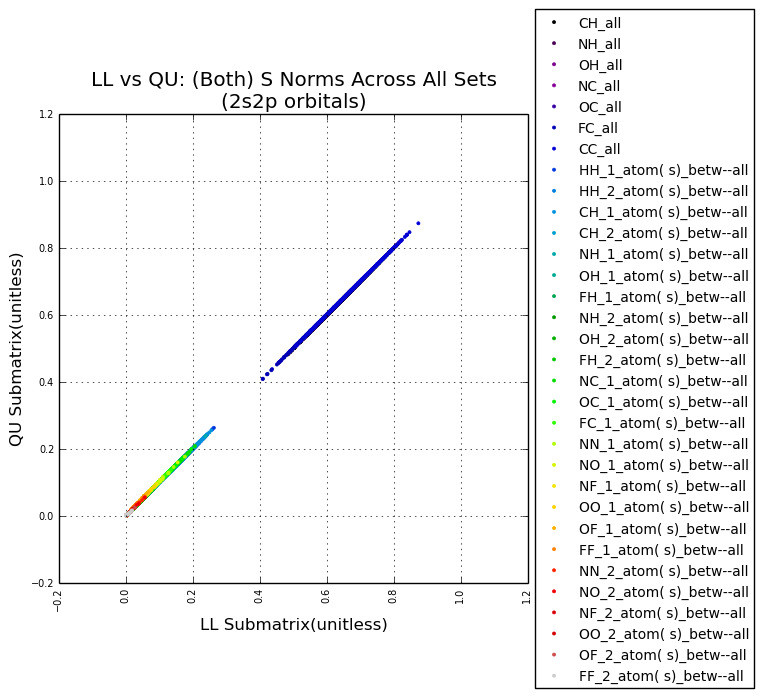 LL vs QU: (Both) S Norms Across All Sets
(2s2p orbitals)
1.2
1.0
0.8
0.6
0.4
0.2
0.0
−0.2
QU Submatrix(unitless)
−0.2 0.0 0.2 0.4 0.6 0.8 1.0 1.2
LL Submatrix(unitless)
CH_all
NH_all
OH_all
NC_all
OC_all
FC_all
CC_all
HH_1_atom( s)_betw--all
HH_2_atom( s)_betw--all
CH_1_atom( s)_betw--all
CH_2_atom( s)_betw--all
NH_1_atom( s)_betw--all
OH_1_atom( s)_betw--all
FH_1_atom( s)_betw--all
NH_2_atom( s)_betw--all
OH_2_atom( s)_betw--all
FH_2_atom( s)_betw--all
NC_1_atom( s)_betw--all
OC_1_atom( s)_betw--all
FC_1_atom( s)_betw--all
NN_1_atom( s)_betw--all
NO_1_atom( s)_betw--all
NF_1_atom( s)_betw--all
OO_1_atom( s)_betw--all
OF_1_atom( s)_betw--all
FF_1_atom( s)_betw--all
NN_2_atom( s)_betw--all
NO_2_atom( s)_betw--all
NF_2_atom( s)_betw--all
OO_2_atom( s)_betw--all
OF_2_atom( s)_betw--all
FF_2_atom( s)_betw--all